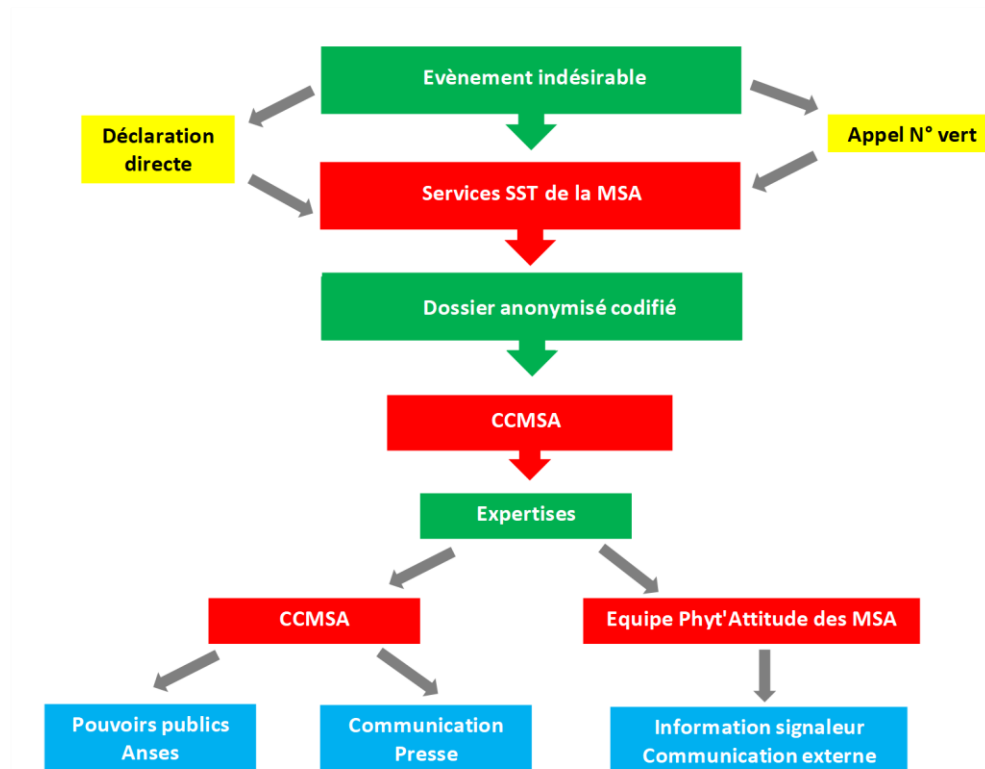 Evènement indésirable
Déclaration
directe
Appel N° vert
Services SST de la MSA
Dossier anonymisé codifié
CCMSA
Expertises
CCMSA
Equipe Phyt'Attitude des MSA
Pouvoirs publics
Anses
Communication
Presse
Information signaleur
Communication externe